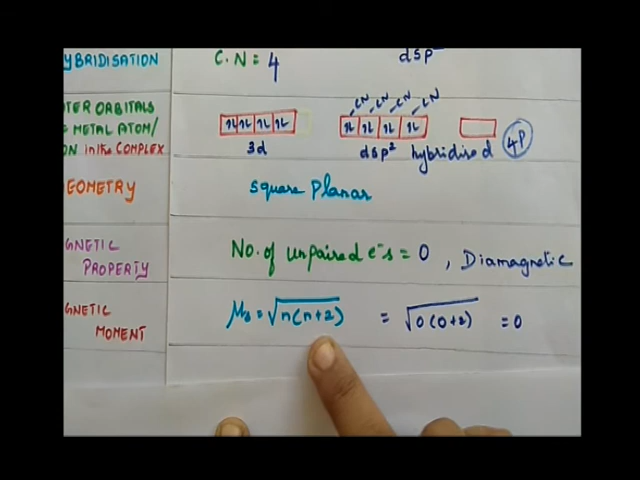 YBRIDISATION C.N = 4 dsp²
CN CN CN CN
TER ORBITALS
METAL ATOM/
ON in the COMPLEX 3d dsp² hybridised 4P
EOMETRY square planar
GNETIC
PROPERTY No. of unpaired e⁻s = 0, Diamagnetic
GNETIC
MOMENT μs = √n(n+2) = √0(0+2) = 0